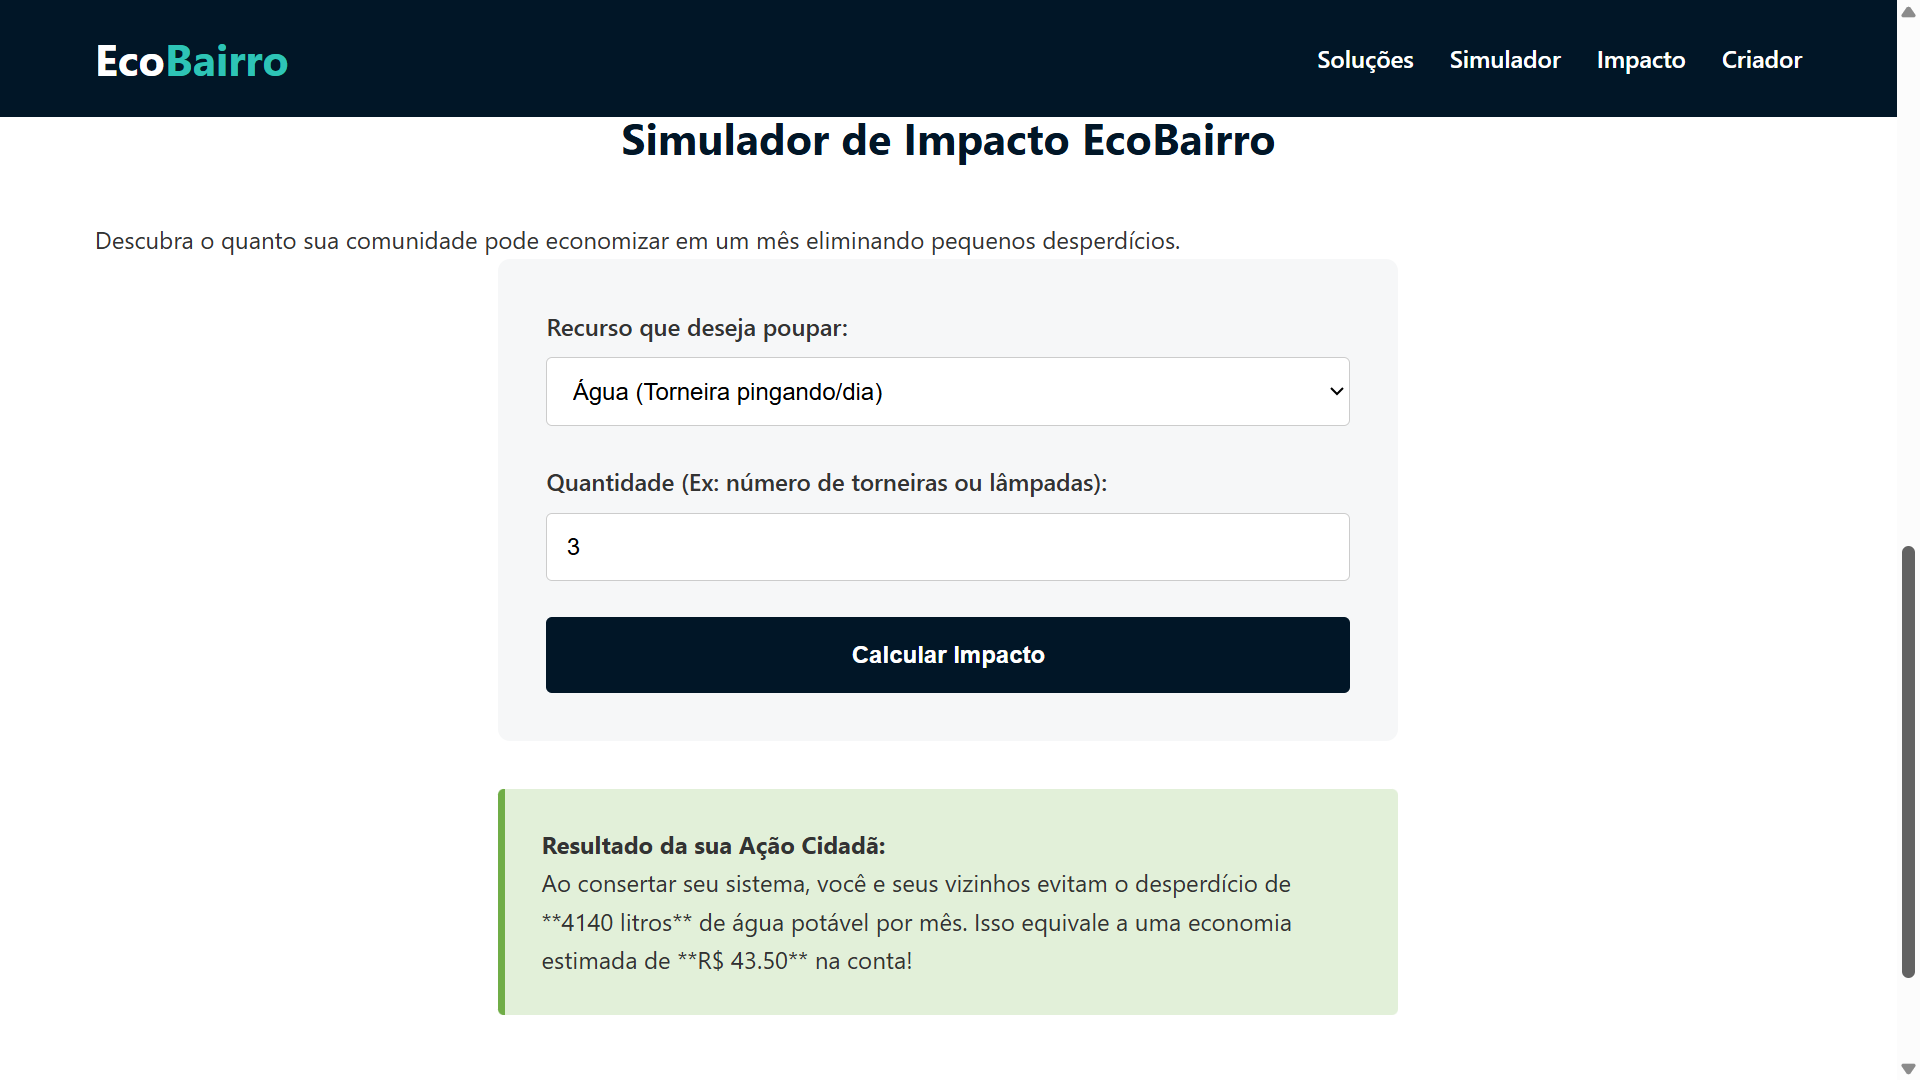 EcoBairro
Soluções Simulador Impacto Criador
Simulador de Impacto EcoBairro
Descubra o quanto sua comunidade pode economizar em um mês eliminando pequenos desperdícios.
Recurso que deseja poupar:
Água (Torneira pingando/dia)
Quantidade (Ex: número de torneiras ou lâmpadas):
3
Calcular Impacto
Resultado da sua Ação Cidadã:
Ao consertar seu sistema, você e seus vizinhos evitam o desperdício de
**4140 litros** de água potável por mês. Isso equivale a uma economia
estimada de **R$ 43.50** na conta!